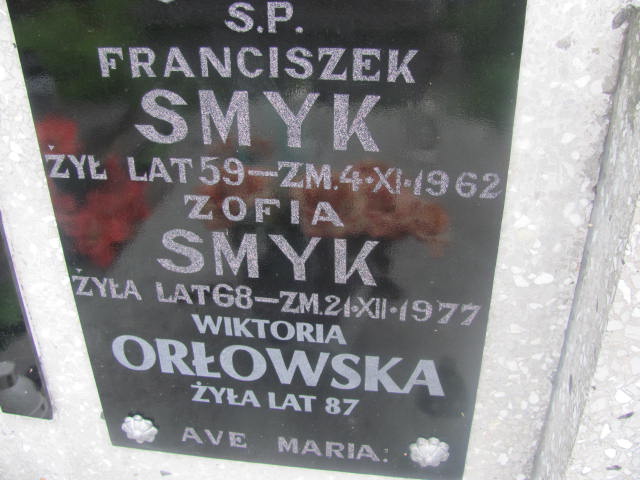 S.P.
FRANCISZEK
SMYK
ŻYŁ LAT 59 – ZM. 4·XI·1962
ZOFIA
SMYK
ŻYŁA LAT 68 – ZM. 21·XII·1977
WIKTORIA
ORŁOWSKA
ŻYŁA LAT 87
AVE MARIA.